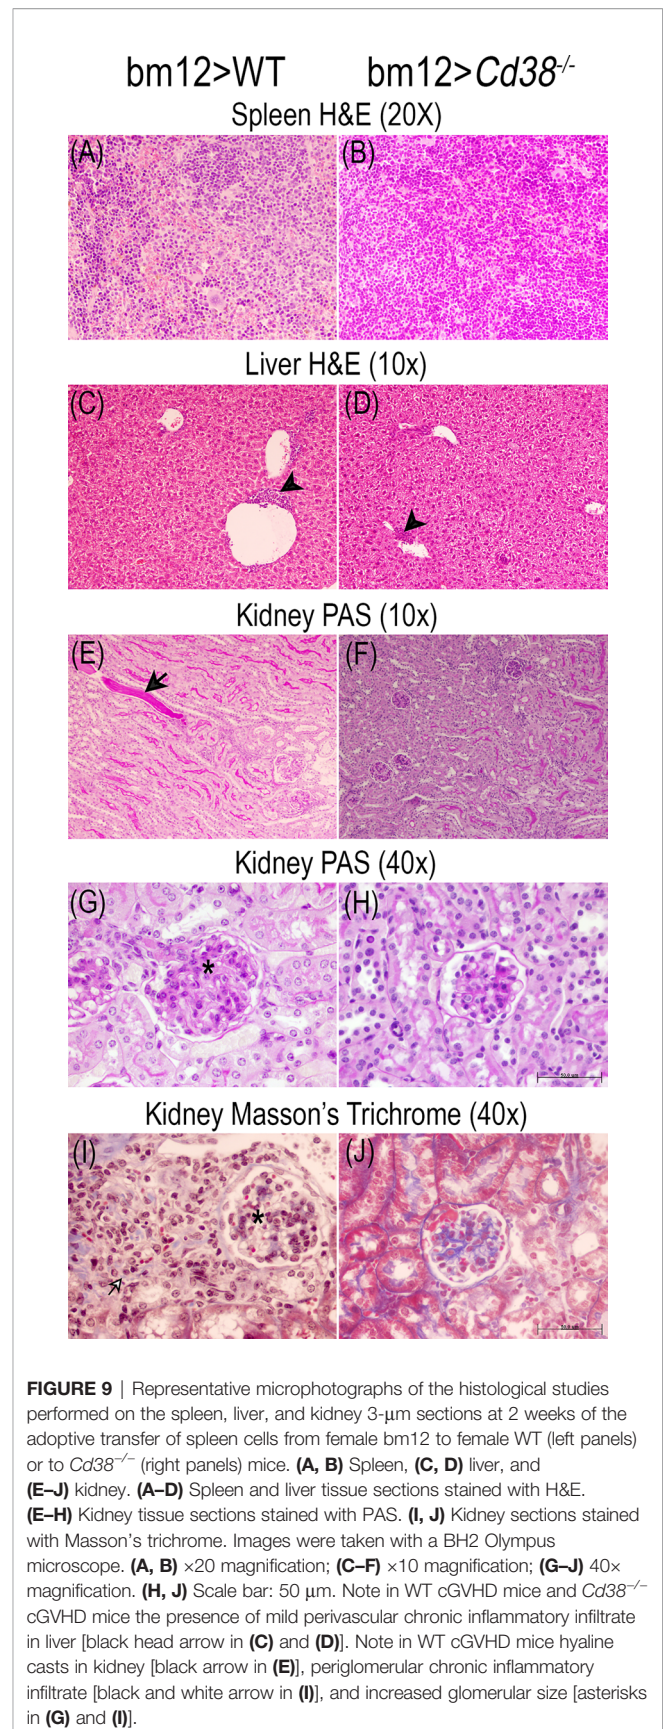 bm12>WT bm12>Cd38-/-
Spleen H&E (20X)
(A) (B)
Liver H&E (10x)
(C) (D)
Kidney PAS (10x)
(E) (F)
Kidney PAS (40x)
(G) * (H)
50.0 um
Kidney Masson's Trichrome (40x)
(I) * (J)
50.0 um
FIGURE 9 | Representative microphotographs of the histological studies
performed on the spleen, liver, and kidney 3-μm sections at 2 weeks of the
adoptive transfer of spleen cells from female bm12 to female WT (left panels)
or to Cd38−/− (right panels) mice. (A, B) Spleen, (C, D) liver, and
(E–J) kidney. (A–D) Spleen and liver tissue sections stained with H&E.
(E–H) Kidney tissue sections stained with PAS. (I, J) Kidney sections stained
with Masson's trichrome. Images were taken with a BH2 Olympus
microscope. (A, B) ×20 magnification; (C–F) ×10 magnification; (G–J) 40×
magnification. (H, J) Scale bar: 50 μm. Note in WT cGVHD mice and Cd38−/−
cGVHD mice the presence of mild perivascular chronic inflammatory infiltrate
in liver [black head arrow in (C) and (D)]. Note in WT cGVHD mice hyaline
casts in kidney [black arrow in (E)], periglomerular chronic inflammatory
infiltrate [black and white arrow in (I)], and increased glomerular size [asterisks
in (G) and (I)].